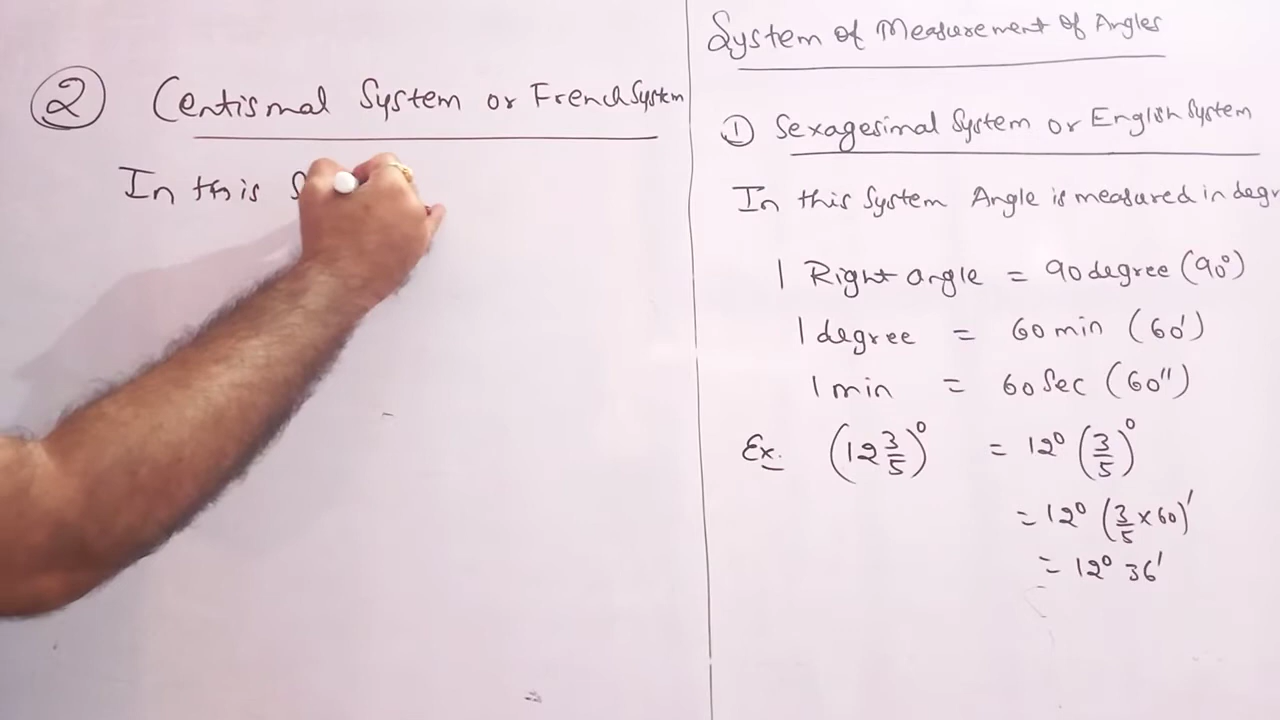 System of Measurement of Angles
① Sexagesimal System or English System
In this System Angle is measured in degr
1 Right angle = 90 degree (90°)
1 degree = 60 min (60')
1 min = 60 Sec (60")
Ex. (12 3/5)° = 12° (3/5)°
= 12° (3/5 × 60)'
= 12° 36'
② Centismal System or French System
In this S